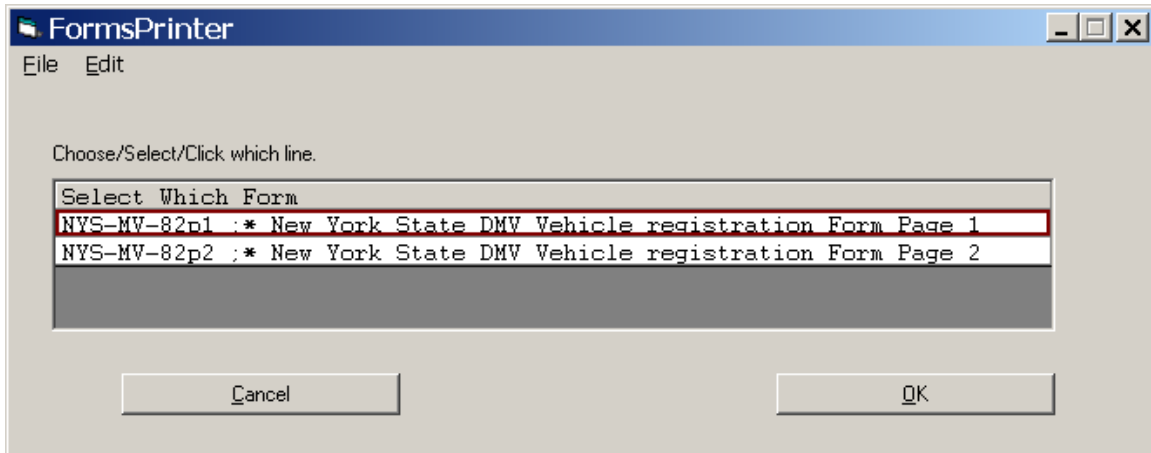 FormsPrinter
File Edit
Choose/Select/Click which line.
Select Which Form
NYS-MV-82p1 ;* New York State DMV Vehicle registration Form Page 1
NYS-MV-82p2 ;* New York State DMV Vehicle registration Form Page 2
Cancel OK